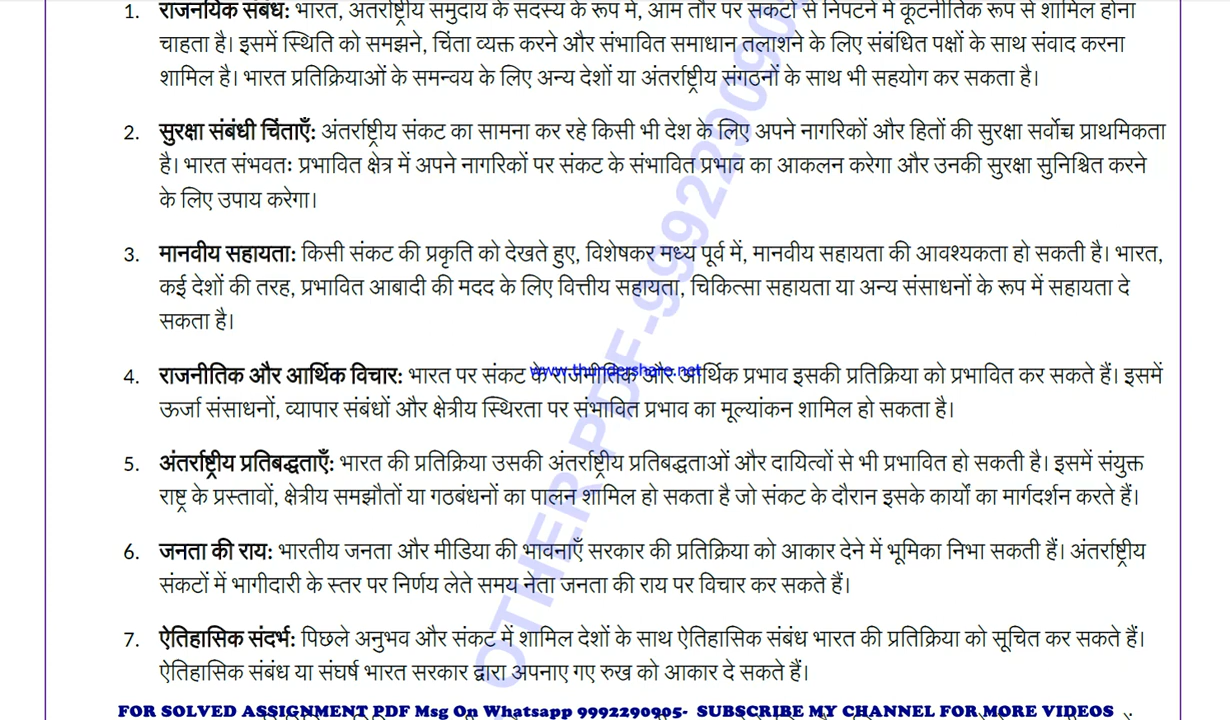 1. राजनयिक संबंध: भारत, अंतर्राष्ट्रीय समुदाय के सदस्य के रूप में, आम तौर पर संकटों से निपटने में कूटनीतिक रूप से शामिल होना
चाहता है। इसमें स्थिति को समझने, चिंता व्यक्त करने और संभावित समाधान तलाशने के लिए संबंधित पक्षों के साथ संवाद करना
शामिल है। भारत प्रतिक्रियाओं के समन्वय के लिए अन्य देशों या अंतर्राष्ट्रीय संगठनों के साथ भी सहयोग कर सकता है।
2. सुरक्षा संबंधी चिंताएँ: अंतर्राष्ट्रीय संकट का सामना कर रहे किसी भी देश के लिए अपने नागरिकों और हितों की सुरक्षा सर्वोच्च प्राथमिकता
है। भारत संभवतः प्रभावित क्षेत्र में अपने नागरिकों पर संकट के संभावित प्रभाव का आकलन करेगा और उनकी सुरक्षा सुनिश्चित करने
के लिए उपाय करेगा।
3. मानवीय सहायता: किसी संकट की प्रकृति को देखते हुए, विशेषकर मध्य पूर्व में, मानवीय सहायता की आवश्यकता हो सकती है। भारत,
कई देशों की तरह, प्रभावित आबादी की मदद के लिए वित्तीय सहायता, चिकित्सा सहायता या अन्य संसाधनों के रूप में सहायता दे
सकता है।
4. राजनीतिक और आर्थिक विचार: भारत पर संकट के राजनीतिक और आर्थिक प्रभाव इसकी प्रतिक्रिया को प्रभावित कर सकते हैं। इसमें
www.thundershare.net
ऊर्जा संसाधनों, व्यापार संबंधों और क्षेत्रीय स्थिरता पर संभावित प्रभाव का मूल्यांकन शामिल हो सकता है।
5. अंतर्राष्ट्रीय प्रतिबद्धताएँ: भारत की प्रतिक्रिया उसकी अंतर्राष्ट्रीय प्रतिबद्धताओं और दायित्वों से भी प्रभावित हो सकती है। इसमें संयुक्त
राष्ट्र के प्रस्तावों, क्षेत्रीय समझौतों या गठबंधनों का पालन शामिल हो सकता है जो संकट के दौरान इसके कार्यों का मार्गदर्शन करते हैं।
6. जनता की राय: भारतीय जनता और मीडिया की भावनाएँ सरकार की प्रतिक्रिया को आकार देने में भूमिका निभा सकती हैं। अंतर्राष्ट्रीय
संकटों में भागीदारी के स्तर पर निर्णय लेते समय नेता जनता की राय पर विचार कर सकते हैं।
7. ऐतिहासिक संदर्भ: पिछले अनुभव और संकट में शामिल देशों के साथ ऐतिहासिक संबंध भारत की प्रतिक्रिया को सूचित कर सकते हैं।
ऐतिहासिक संबंध या संघर्ष भारत सरकार द्वारा अपनाए गए रुख को आकार दे सकते हैं।
OTHER PDF-999229090
FOR SOLVED ASSIGNMENT PDF Msg On Whatsapp 9992290905- SUBSCRIBE MY CHANNEL FOR MORE VIDEOS